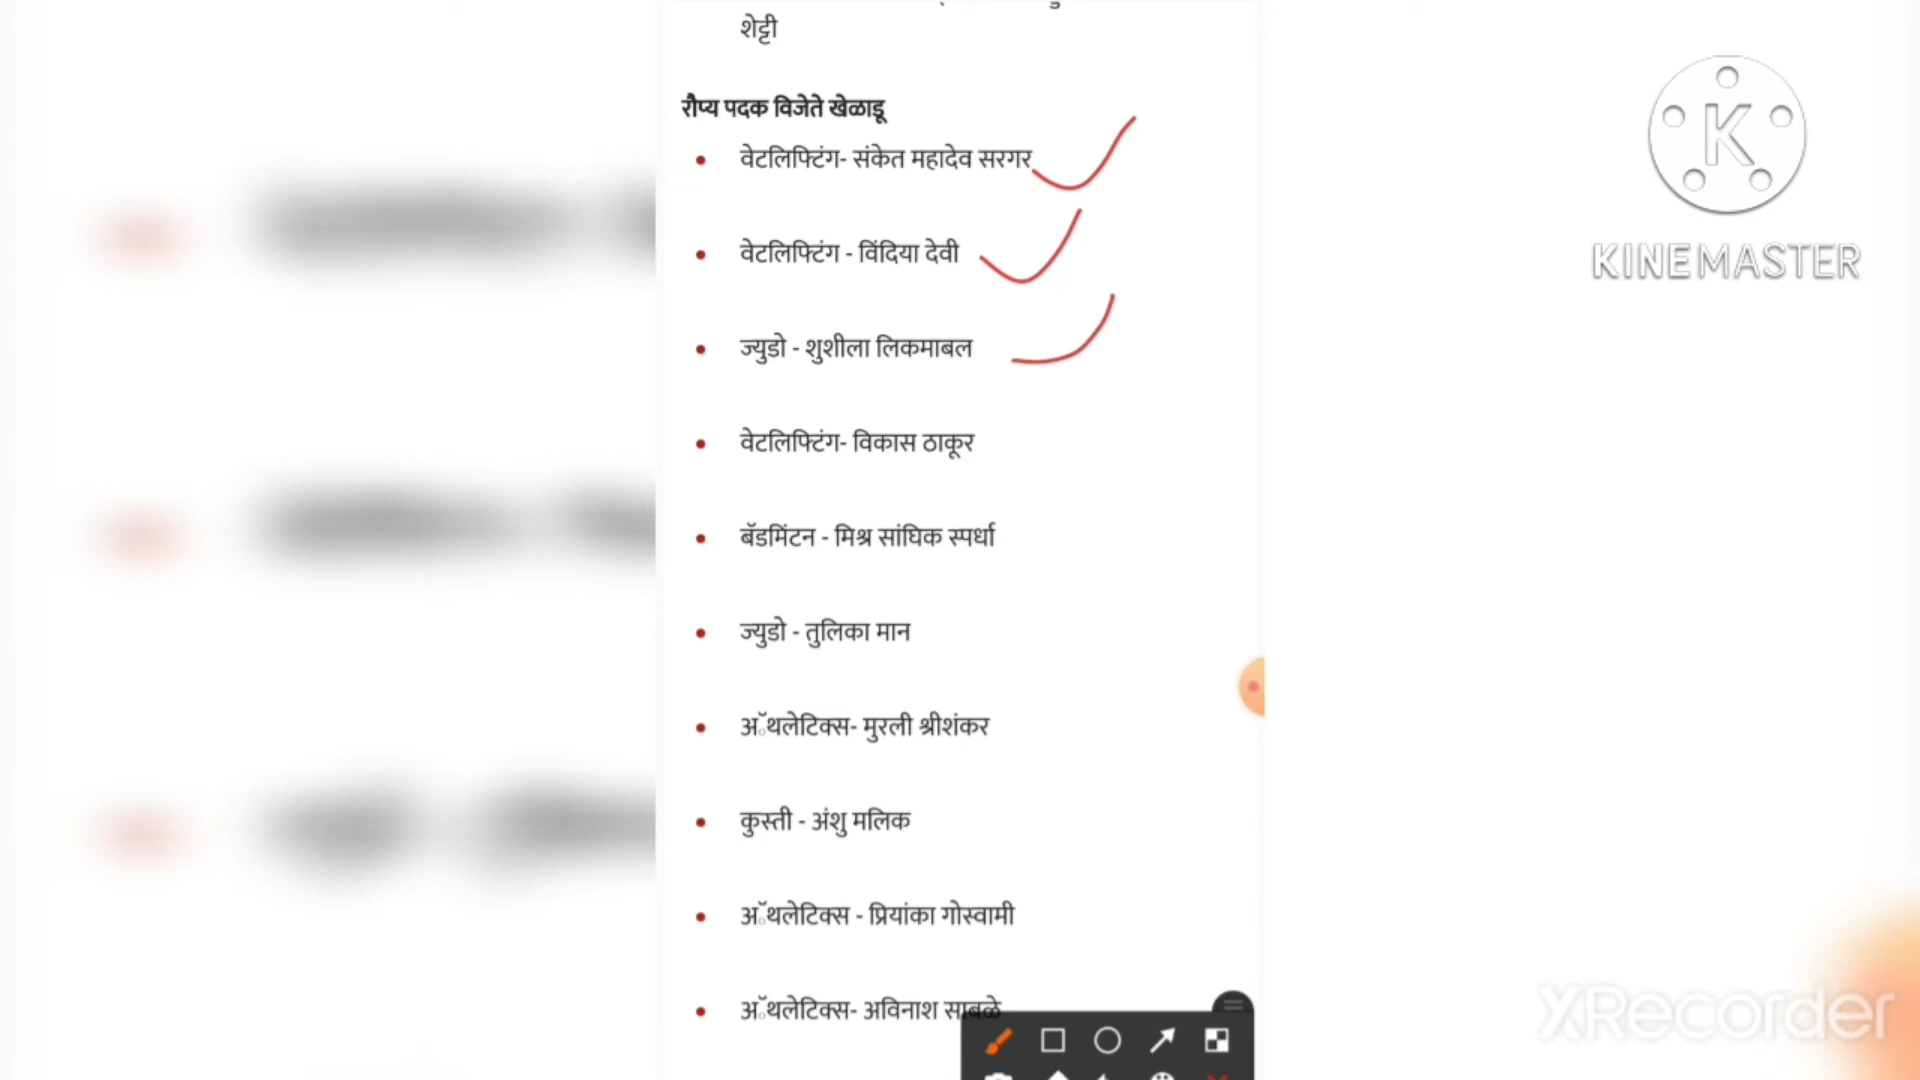 शेट्टी
रौप्य पदक विजेते खेळाडू
वेटलिफ्टिंग- संकेत महादेव सरगर
वेटलिफ्टिंग - विंदिया देवी
ज्युडो - शुशीला लिकमाबल
वेटलिफ्टिंग- विकास ठाकूर
बॅडमिंटन - मिश्र सांघिक स्पर्धा
ज्युडो - तुलिका मान
अॅथलेटिक्स- मुरली श्रीशंकर
कुस्ती - अंशु मलिक
अॅथलेटिक्स - प्रियांका गोस्वामी
अॅथलेटिक्स- अविनाश साबळे
K
KINEMASTER
XRecorder